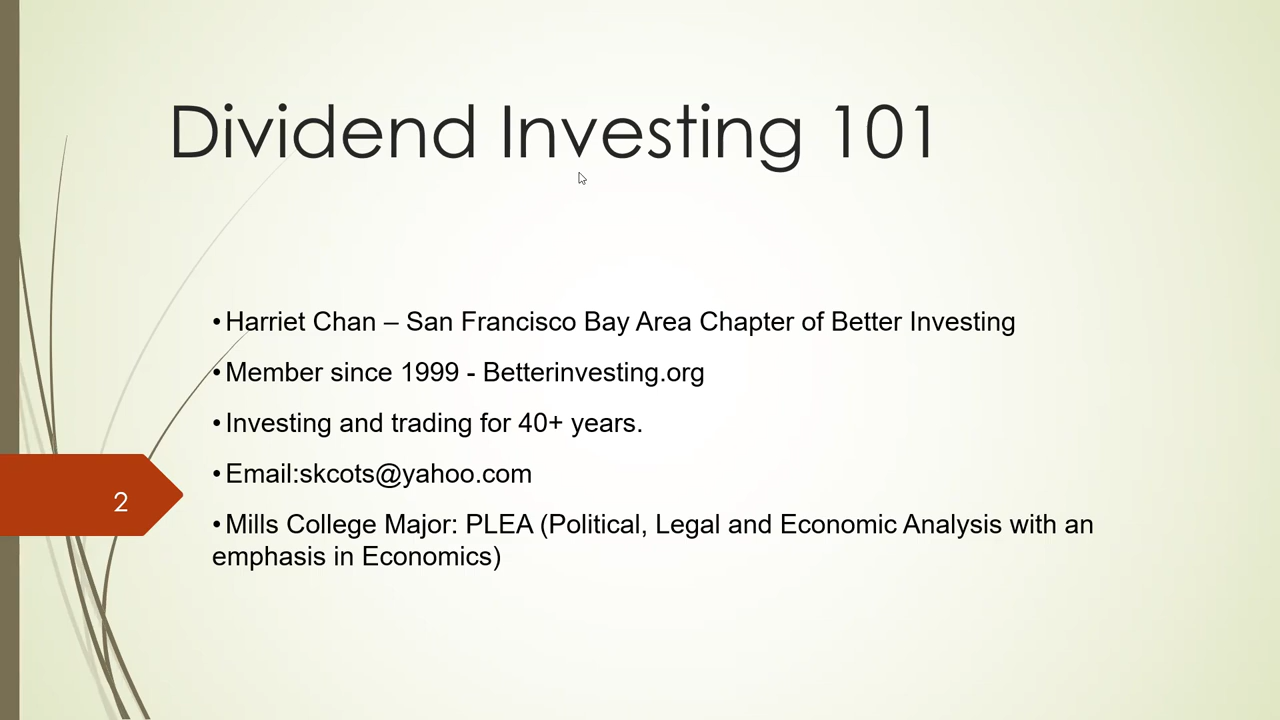 Dividend Investing 101
• Harriet Chan – San Francisco Bay Area Chapter of Better Investing
• Member since 1999 - Betterinvesting.org
• Investing and trading for 40+ years.
• Email:skcots@yahoo.com
2
• Mills College Major: PLEA (Political, Legal and Economic Analysis with an
emphasis in Economics)